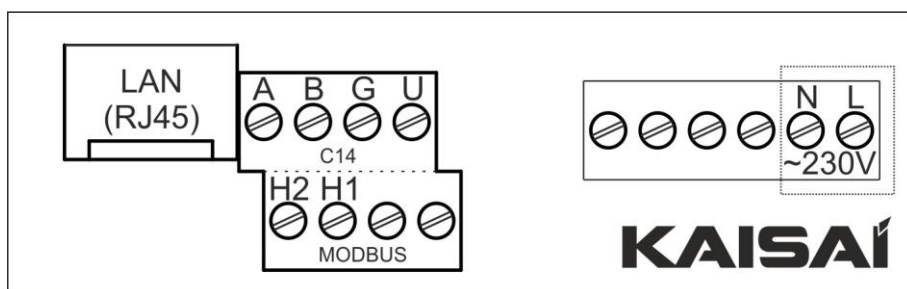 LAN
(RJ45)
A B G U
C14
H2 H1
MODBUS
N L
~230V
KAISAI